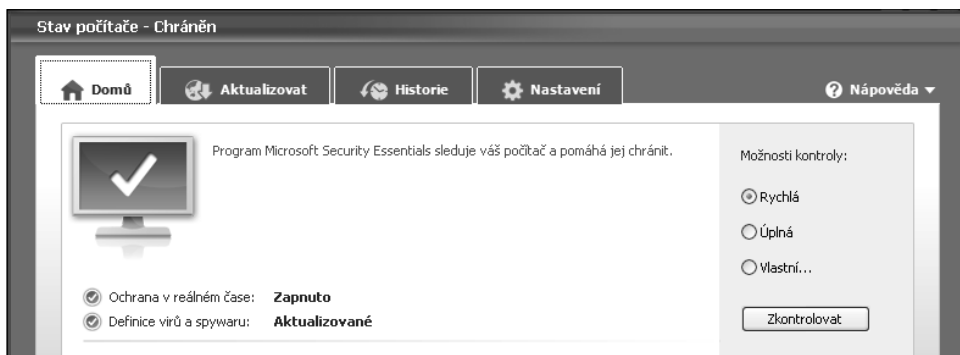 Stav počítače - Chráněn
Domů Aktualizovat Historie Nastavení Nápověda
Program Microsoft Security Essentials sleduje váš počítač a pomáhá jej chránit.
Možnosti kontroly:
Rychlá
Úplná
Vlastní...
Ochrana v reálném čase: Zapnuto
Definice virů a spywaru: Aktualizované
Zkontrolovat